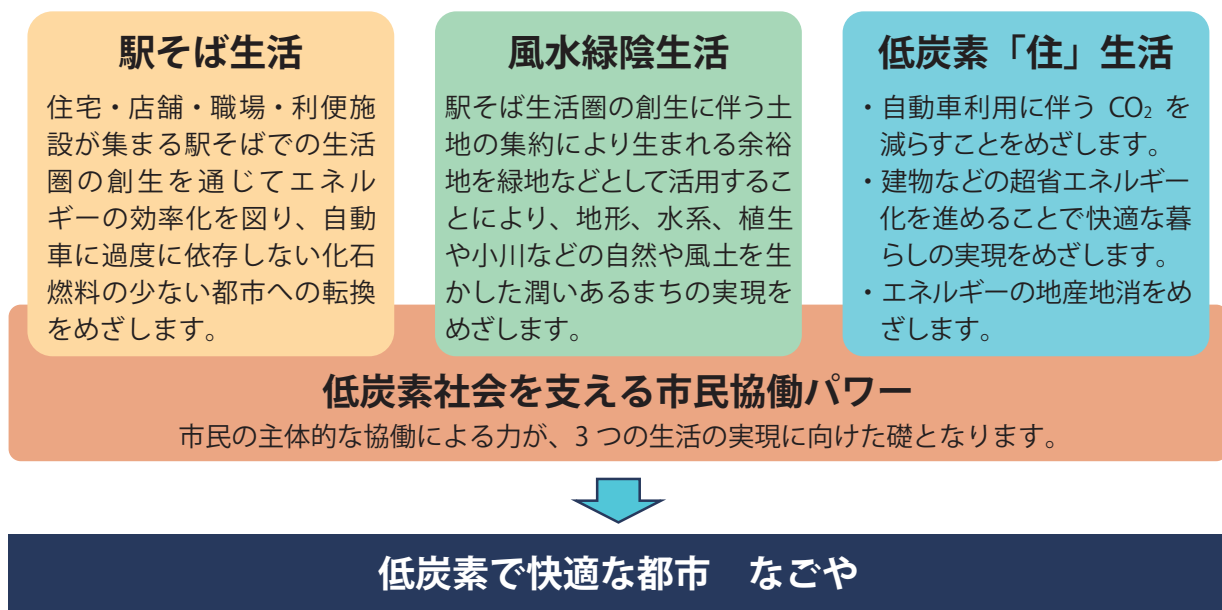 駅そば生活
住宅・店舗・職場・利便施
設が集まる駅そばでの生活
圏の創生を通じてエネル
ギーの効率化を図り、自動
車に過度に依存しない化石
燃料の少ない都市への転換
をめざします。
風水緑陰生活
駅そば生活圏の創生に伴う土
地の集約により生まれる余裕
地を緑地などとして活用するこ
とにより、地形、水系、植生
や小川などの自然や風土を生
かした潤いあるまちの実現を
めざします。
低炭素「住」生活
・自動車利用に伴う CO₂ を
減らすことをめざします。
・建物などの超省エネルギー
化を進めることで快適な暮
らしの実現をめざします。
・エネルギーの地産地消をめ
ざします。
低炭素社会を支える市民協働パワー
市民の主体的な協働による力が、3 つの生活の実現に向けた礎となります。
低炭素で快適な都市　なごや